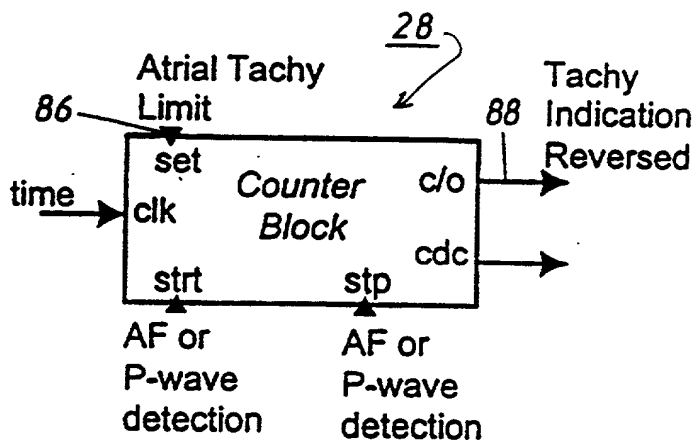 28
Atrial Tachy
Limit
86
88
Tachy
Indication
Reversed
set
time
clk
Counter
Block
c/o
cdc
strt
stp
AF or
P-wave
detection
AF or
P-wave
detection